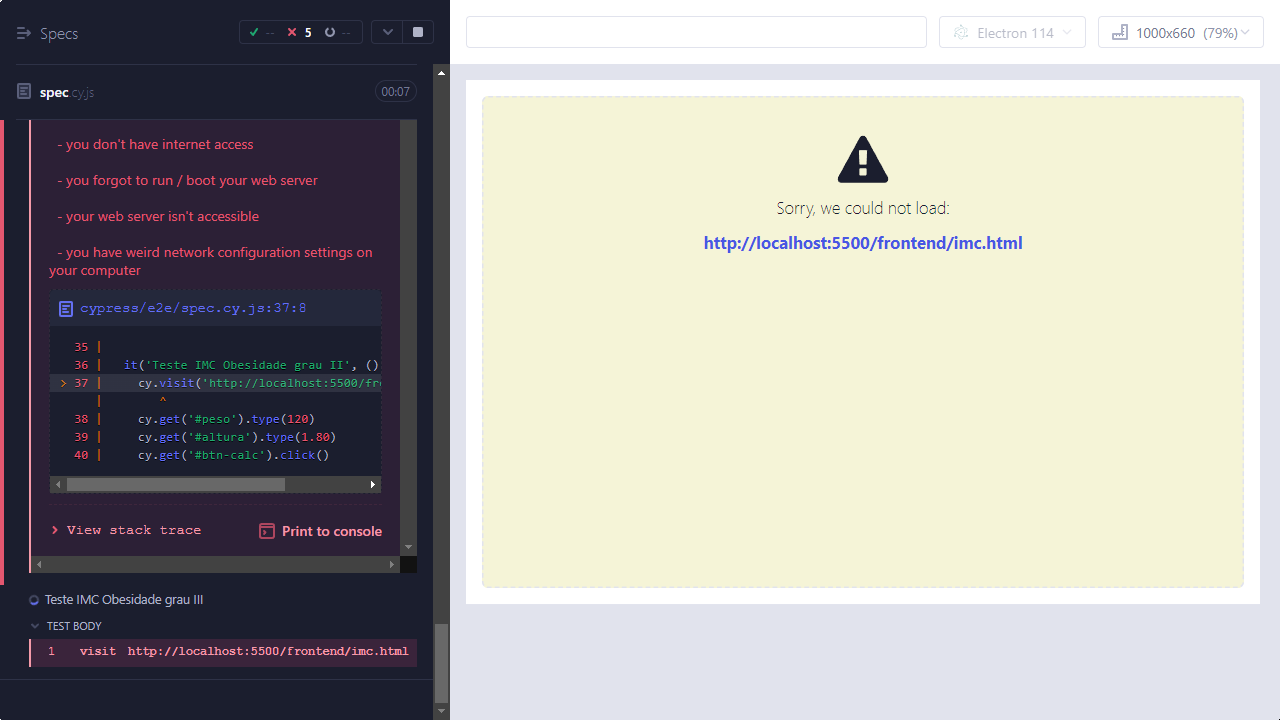 Specs
--
5
--
spec.cy.js
00:07
- you don't have internet access
- you forgot to run / boot your web server
- your web server isn't accessible
- you have weird network configuration settings on
your computer
cypress/e2e/spec.cy.js:37:8
35 |
36 | it('Teste IMC Obesidade grau II', ()
> 37 | cy.visit('http://localhost:5500/fr
| ^
38 | cy.get('#peso').type(120)
39 | cy.get('#altura').type(1.80)
40 | cy.get('#btn-calc').click()
> View stack trace
Print to console
Teste IMC Obesidade grau III
TEST BODY
1 visit http://localhost:5500/frontend/imc.html
Electron 114
1000x660 (79%)
Sorry, we could not load:
http://localhost:5500/frontend/imc.html